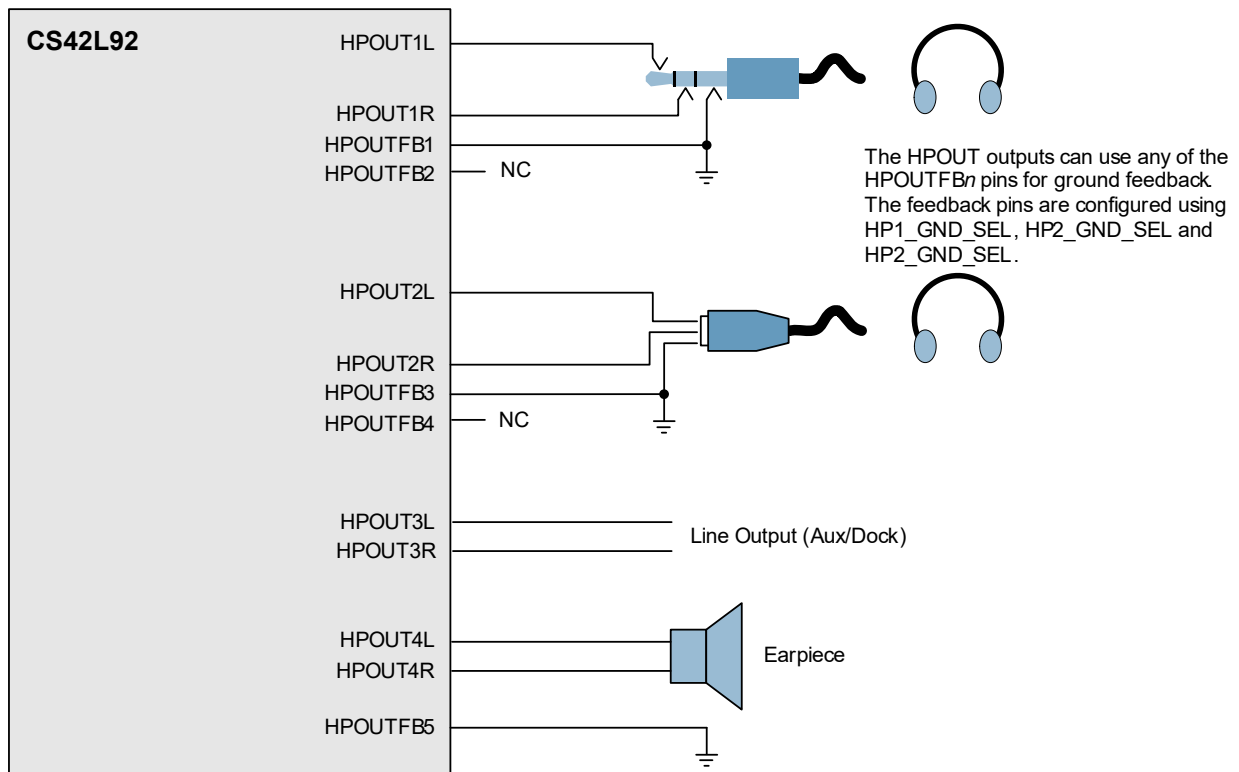 CS42L92
HPOUT1L
HPOUT1R
HPOUTFB1
HPOUTFB2
NC
The HPOUT outputs can use any of the
HPOUTFBn pins for ground feedback.
The feedback pins are configured using
HP1_GND_SEL, HP2_GND_SEL and
HP2_GND_SEL.
HPOUT2L
HPOUT2R
HPOUTFB3
HPOUTFB4
NC
HPOUT3L
HPOUT3R
Line Output (Aux/Dock)
HPOUT4L
HPOUT4R
Earpiece
HPOUTFB5